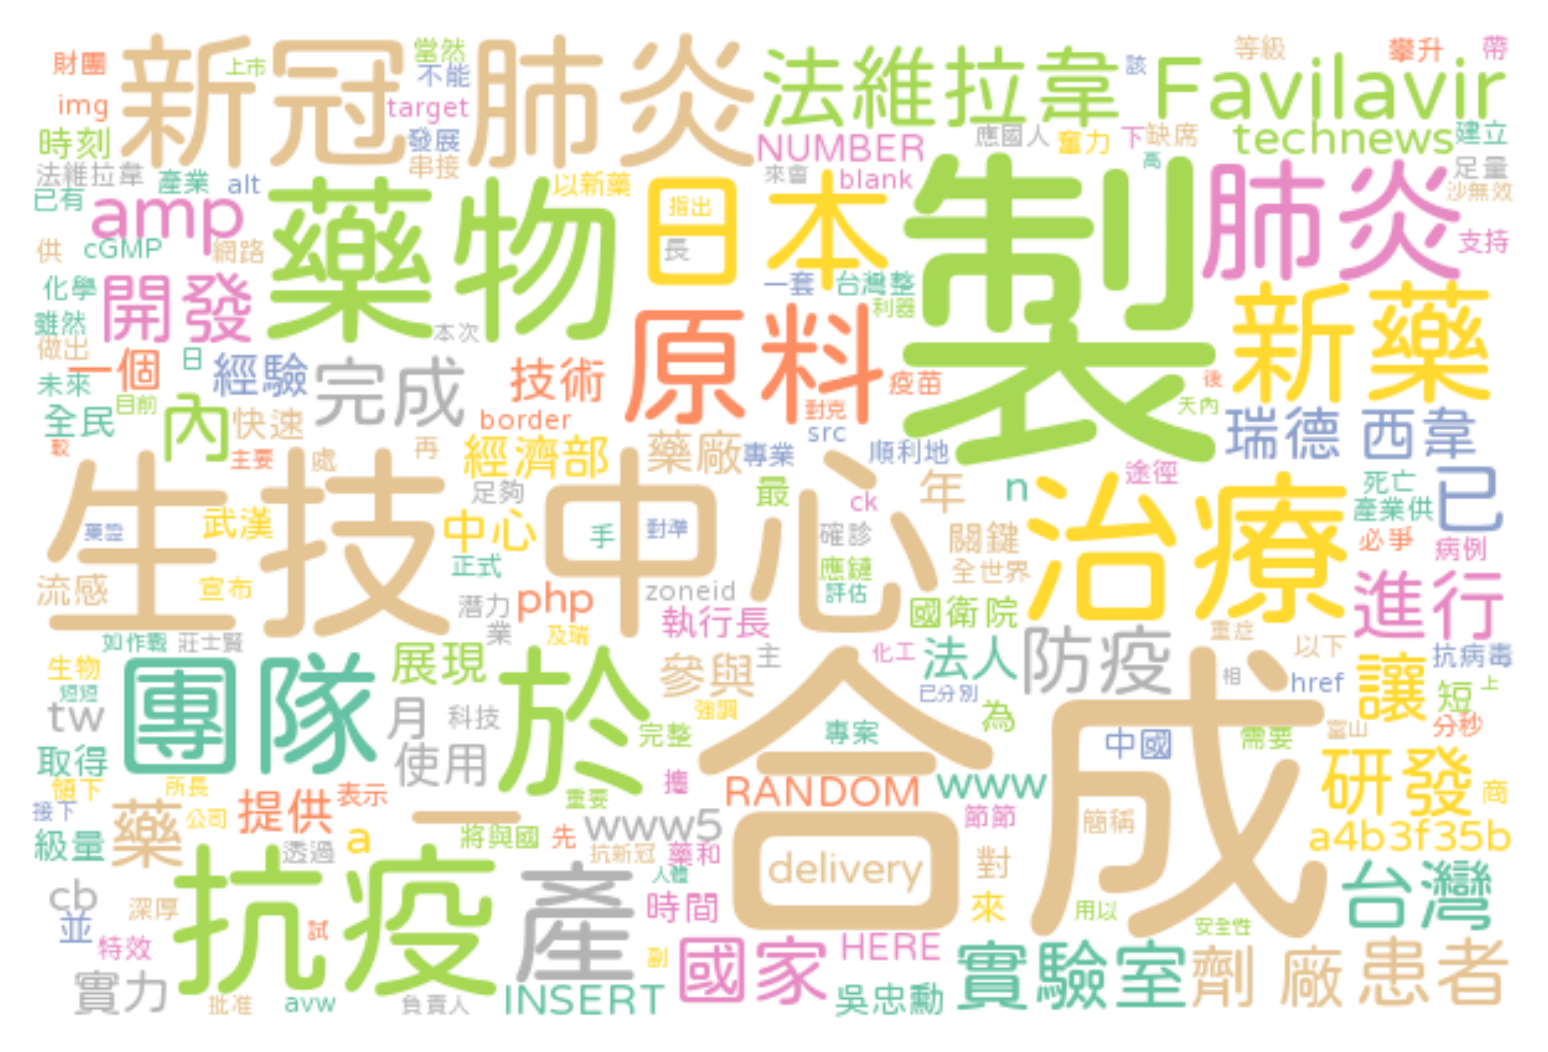 財團
新冠肺炎
上市
當然
不能
法維拉韋
該
Favilavir
等級
攀升
帶
img
target
時刻
發展
串接
NUMBER
應國人
奮力
下
缺席
technews
建立
法維拉韋
產業
alt
以新藥
來會
blank
製
高
肺炎
足量
已有
沙無效
amp
藥物
日本
指出
長
供
cGMP
網路
支持
化學
開發
一套
台灣整
利器
新藥
雖然
本次
原料
做出
一個
日
經驗
完成
技術
疫苗
後
未來
目前
天內
全民
內
快速
border
對克
src
瑞德
西韋
較
主要
處
再
經濟部
藥廠
專業
順利地
途徑
生技中心
足夠
最
ck
年
n
治療
死亡
產業供
已
藥證
武漢
中心
手
對準
確診
關鍵
必爭
病例
正式
應鏈
全世界
流感
宣布
潛力
php
zoneid
評估
國衛院
進行
業
執行長
如作戰
莊士賢
及瑞
化工
法人
防疫
重症
以下
抗病毒
生物
團隊
展現
於
參與
主
合成
相
href
讓
短短
已分別
短
上
tw
月
科技
強調
為
分秒
完整
專案
中國
需要
富山
取得
使用
攜
RANDOM
www
研發
領下
所長
重要
商
接下
藥
公司
提供
表示
一
www5
節節
簡稱
a4b3f35b
級量
透過
a
將與國
先
抗新冠
藥和
delivery
對
台灣
cb
抗疫
產
人體
時間
來
用以
深厚
並
試
安全性
特效
副
國家
HERE
實驗室
劑
廠
患者
實力
批准
avw
負責人
INSERT
吳忠勳